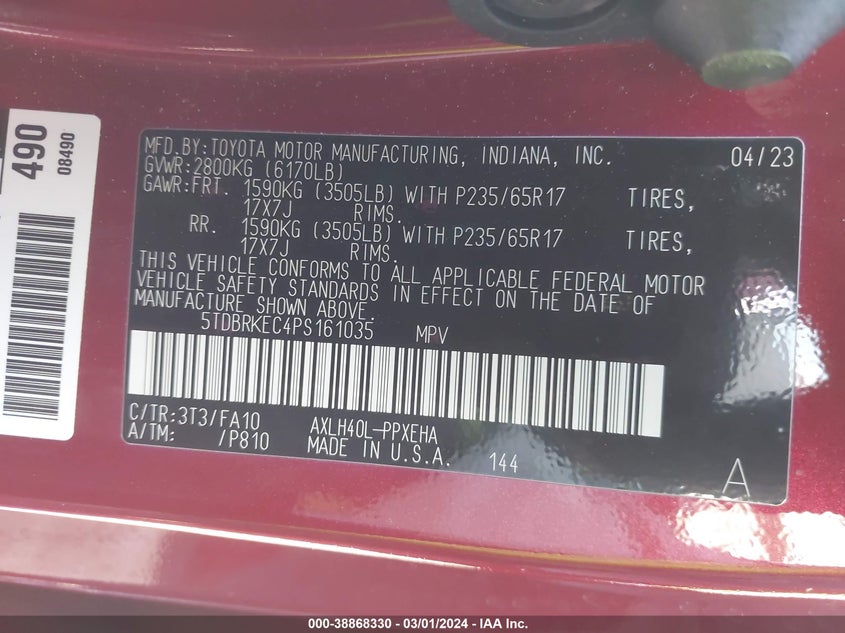 490
08490
MFD.BY:TOYOTA MOTOR MANUFACTURING, INDIANA, INC. 04/23
GVWR:2800KG (6170LB)
GAWR:FRT. 1590KG (3505LB) WITH P235/65R17 TIRES,
17X7J RIMS.
RR. 1590KG (3505LB) WITH P235/65R17 TIRES,
17X7J RIMS.
THIS VEHICLE CONFORMS TO ALL APPLICABLE FEDERAL MOTOR
VEHICLE SAFETY STANDARDS IN EFFECT ON THE DATE OF
MANUFACTURE SHOWN ABOVE.
5TDBRKEC4PS161035 MPV
C/TR:3T3/FA10 AXLH40L-PPXEHA
A/TM: /P810 MADE IN U.S.A. 144 A
000-38868330 - 03/01/2024 - IAA Inc.